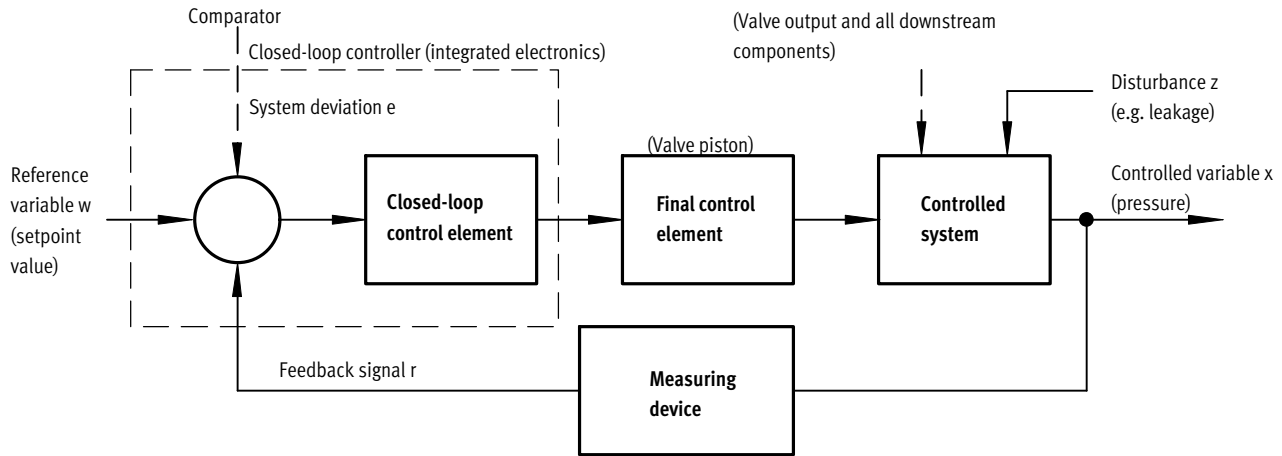 Comparator
(Valve output and all downstream
components)
Closed-loop controller (integrated electronics)
System deviation e
Disturbance z
(e.g. leakage)
(Valve piston)
Reference
variable w
(setpoint
value)
Closed-loop
control element
Final control
element
Controlled
system
Controlled variable x
(pressure)
Feedback signal r
Measuring
device